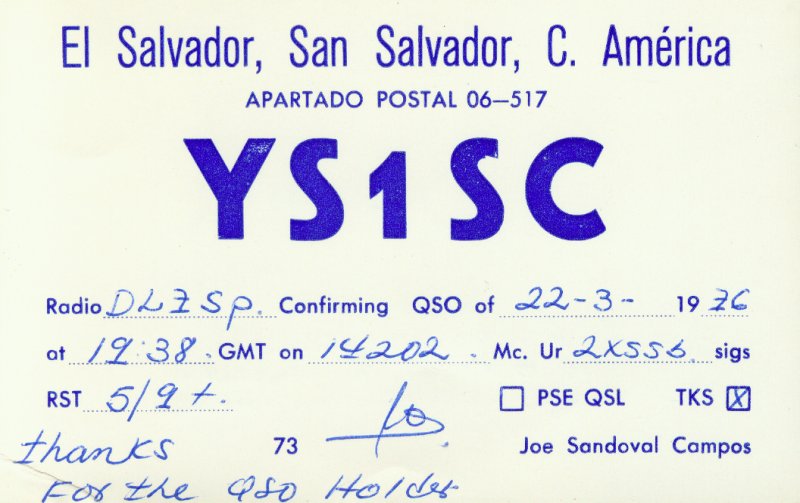 El Salvador, San Salvador, C. América
APARTADO POSTAL 06—517
YS1SC
Radio DL7SP. Confirming QSO of 22-3- 1976
at 19:38. GMT on 14202. Mc. Ur 2XSSB. sigs
RST 5/9+. PSE QSL TKS X
thanks 73 Joe Sandoval Campos
For the QSO Holder